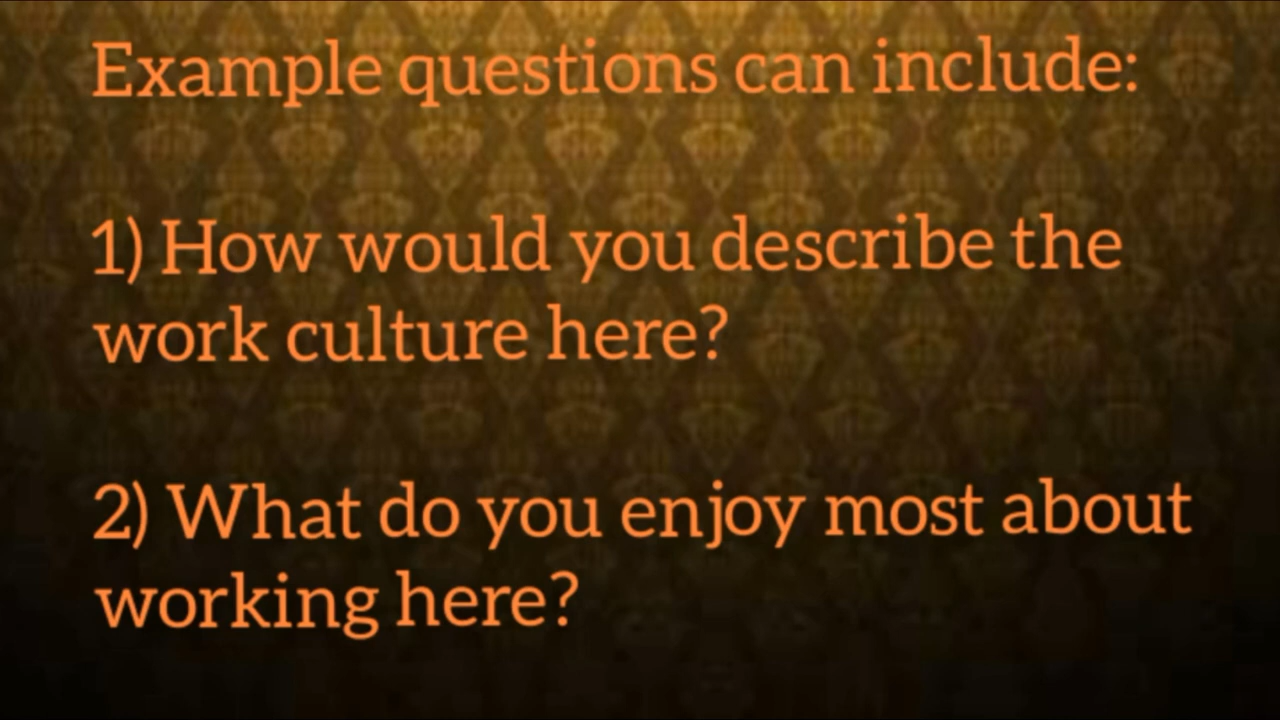 Example questions can include:
1) How would you describe the
work culture here?
2) What do you enjoy most about
working here?